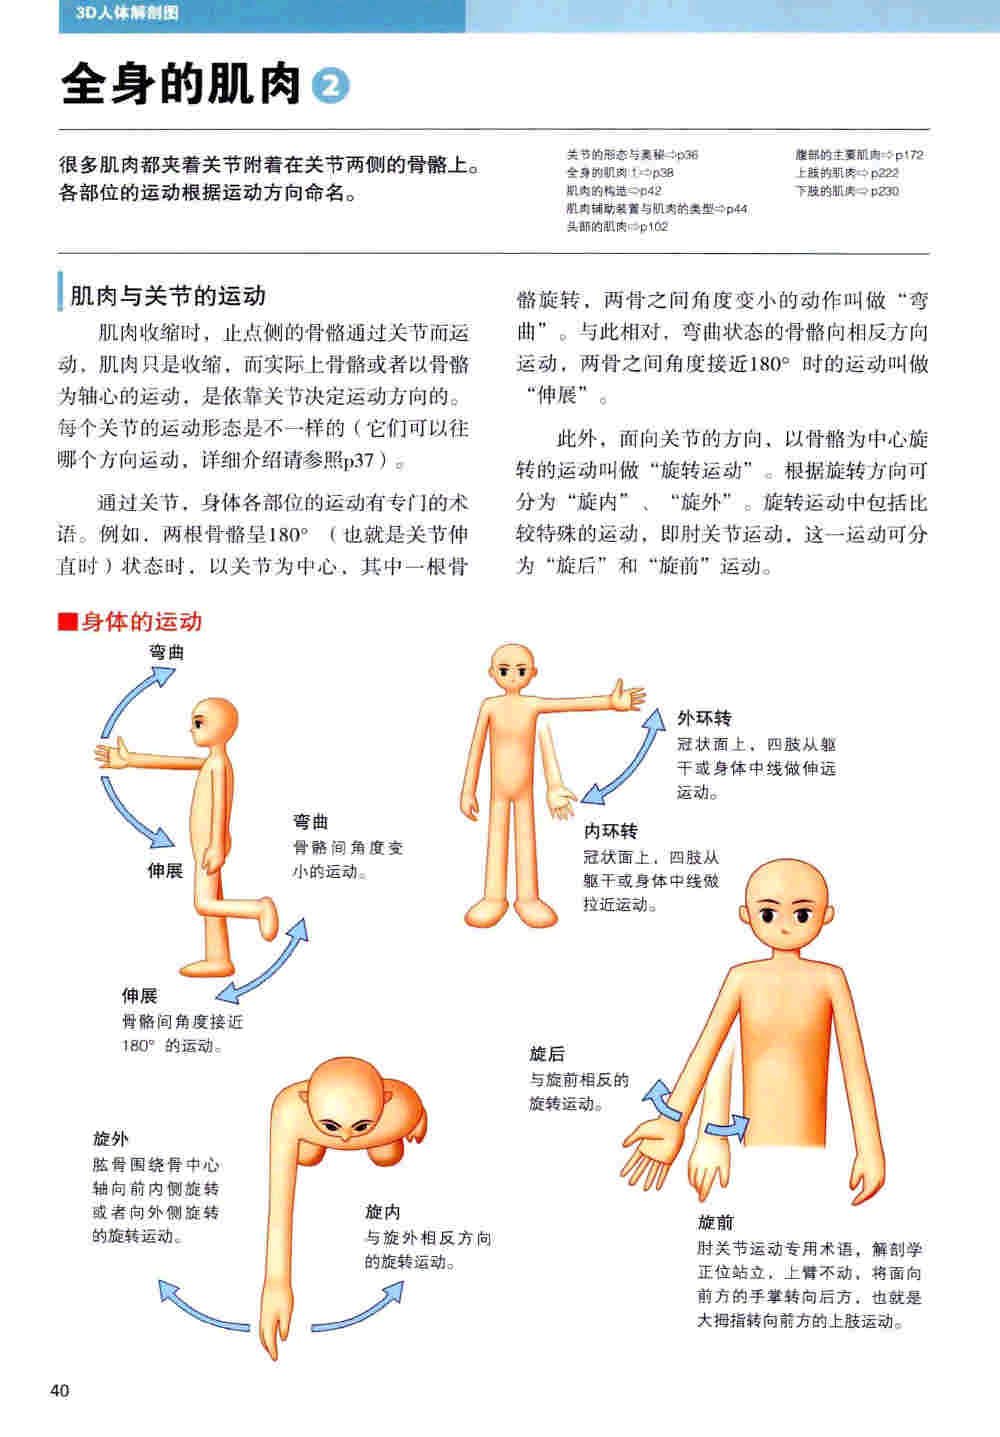 3D人体解剖图
全身的肌肉 2
很多肌肉都夹着关节附着在关节两侧的骨骼上。
各部位的运动根据运动方向命名。
关节的形态与奥秘⇨p36
全身的肌肉①⇨p38
肌肉的构造⇨p42
肌肉辅助装置与肌肉的类型⇨p44
头部的肌肉⇨p102
腹部的主要肌肉⇨p172
上肢的肌肉⇨p222
下肢的肌肉⇨p230
肌肉与关节的运动
肌肉收缩时，止点侧的骨骼通过关节而运
动，肌肉只是收缩，而实际上骨骼或者以骨骼
为轴心的运动，是依靠关节决定运动方向的。
每个关节的运动形态是不一样的（它们可以往
哪个方向运动，详细介绍请参照p37）。
通过关节，身体各部位的运动有专门的术
语。例如，两根骨骼呈180°（也就是关节伸
直时）状态时，以关节为中心，其中一根骨
骼旋转，两骨之间角度变小的动作叫做“弯
曲”。与此相对，弯曲状态的骨骼向相反方向
运动，两骨之间角度接近180°时的运动叫做
“伸展”。
此外，面向关节的方向，以骨骼为中心旋
转的运动叫做“旋转运动”。根据旋转方向可
分为“旋内”、“旋外”。旋转运动中包括比
较特殊的运动，即肘关节运动，这一运动可分
为“旋后”和“旋前”运动。
■身体的运动
弯曲
伸展
弯曲
骨骼间角度变
小的运动。
伸展
骨骼间角度接近
180°的运动。
外环转
冠状面上，四肢从躯
干或身体中线做伸远
运动。
内环转
冠状面上，四肢从
躯干或身体中线做
拉近运动。
旋外
肱骨围绕骨中心
轴向前内侧旋转
或者向外侧旋转
的旋转运动。
旋内
与旋外相反方向
的旋转运动。
旋后
与旋前相反的
旋转运动。
旋前
肘关节运动专用术语，解剖学
正位站立，上臂不动，将面向
前方的手掌转向后方，也就是
大拇指转向前方的上肢运动。
40